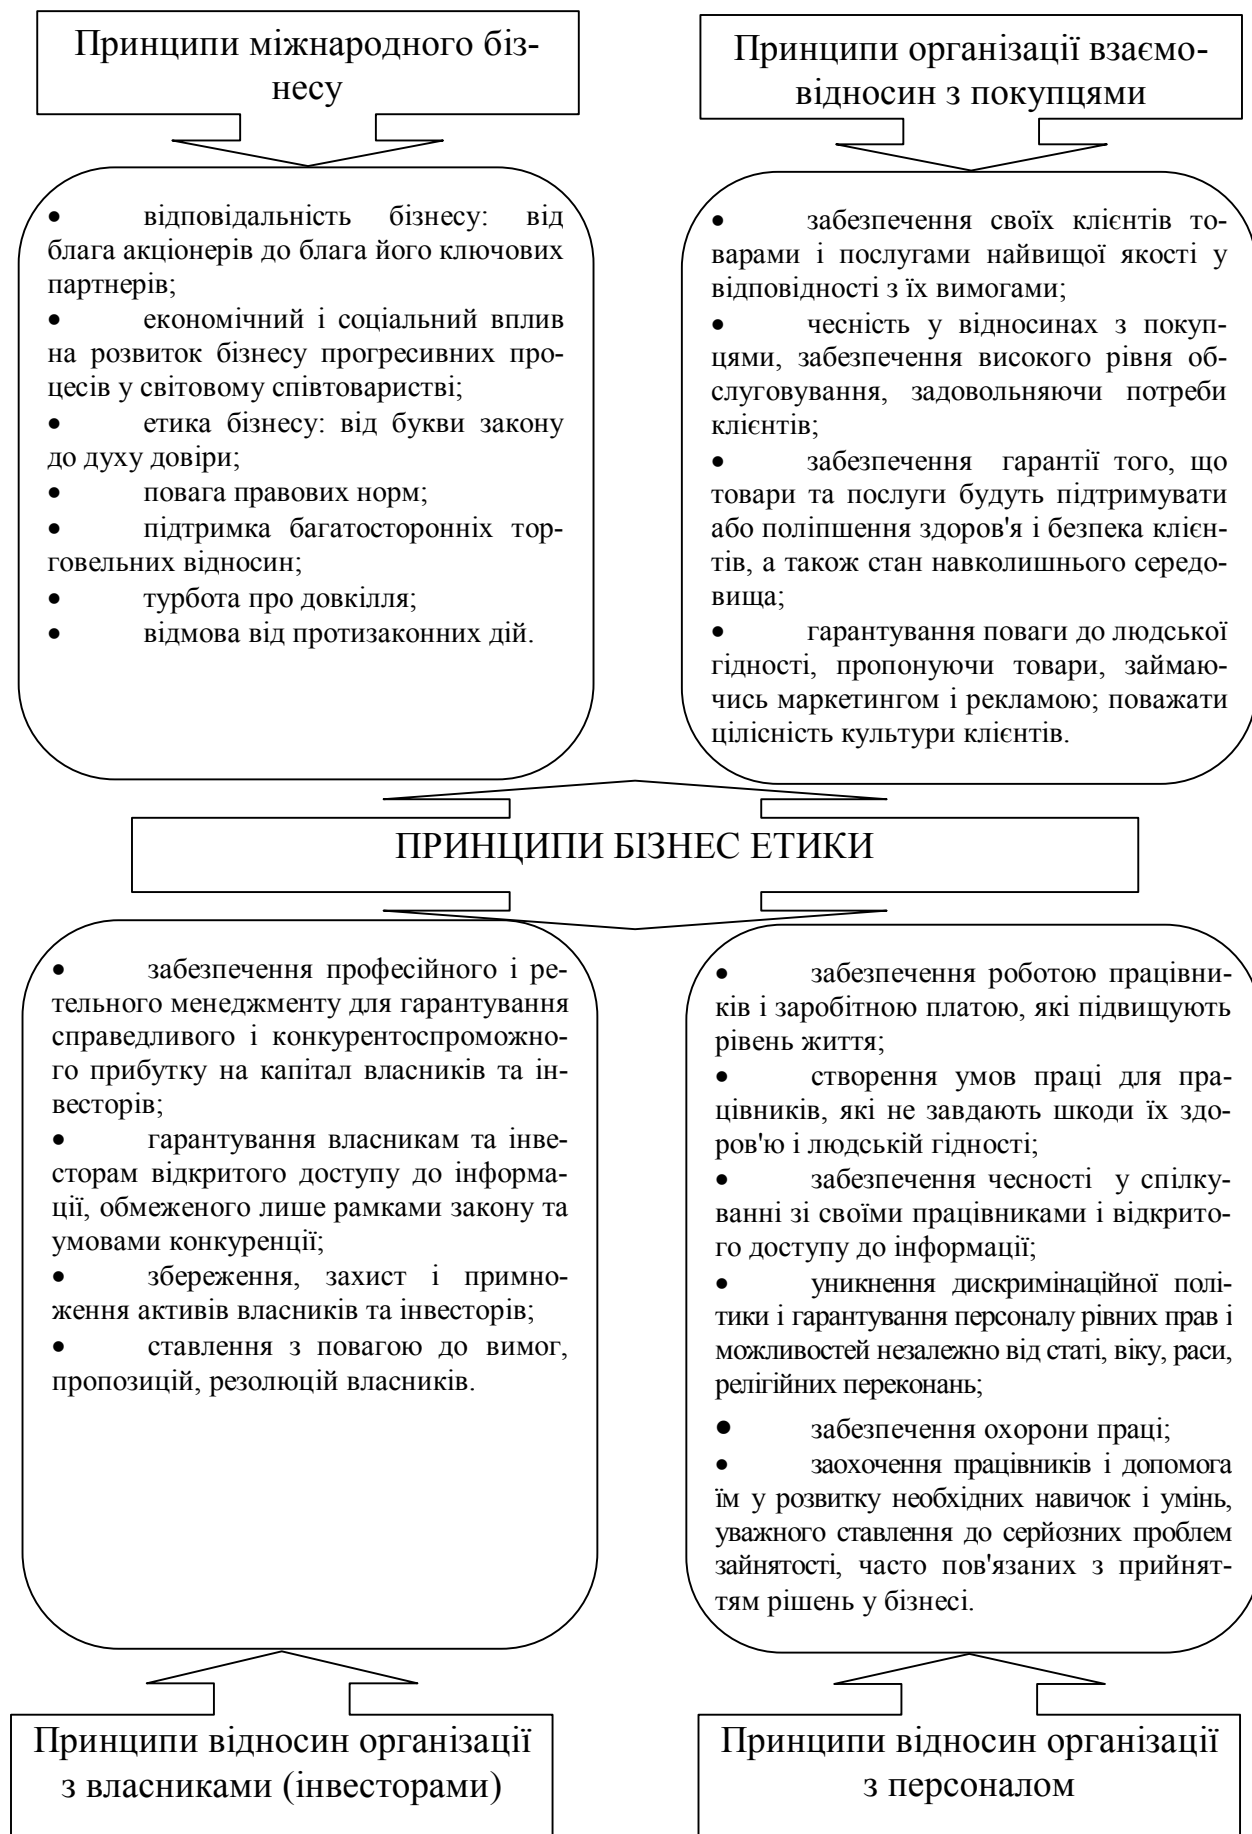 Принципи міжнародного біз-
несу
Принципи організації взаємо-
відносин з покупцями
• відповідальність бізнесу: від
блага акціонерів до блага його ключових
партнерів;
• економічний і соціальний вплив
на розвиток бізнесу прогресивних про-
цесів у світовому співтоваристві;
• етика бізнесу: від букви закону
до духу довіри;
• повага правових норм;
• підтримка багатосторонніх тор-
говельних відносин;
• турбота про довкілля;
• відмова від протизаконних дій.
• забезпечення своїх клієнтів то-
варами і послугами найвищої якості у
відповідності з їх вимогами;
• чесність у відносинах з покуп-
цями, забезпечення високого рівня об-
слуговування, задовольняючи потреби
клієнтів;
• забезпечення гарантії того, що
товари та послуги будуть підтримувати
або поліпшення здоров'я і безпека клієн-
тів, а також стан навколишнього середо-
вища;
• гарантування поваги до людської
гідності, пропонуючи товари, займаю-
чись маркетингом і рекламою; поважати
цілісність культури клієнтів.
ПРИНЦИПИ БІЗНЕС ЕТИКИ
• забезпечення професійного і ре-
тельного менеджменту для гарантування
справедливого і конкурентоспроможно-
го прибутку на капітал власників та ін-
весторів;
• гарантування власникам та інве-
сторам відкритого доступу до інформа-
ції, обмеженого лише рамками закону та
умовами конкуренції;
• збереження, захист і примно-
ження активів власників та інвесторів;
• ставлення з повагою до вимог,
пропозицій, резолюцій власників.
• забезпечення роботою працівни-
ків і заробітною платою, які підвищують
рівень життя;
• створення умов праці для пра-
цівників, які не завдають шкоди їх здо-
ров'ю і людській гідності;
• забезпечення чесності у спілку-
ванні зі своїми працівниками і відкрито-
го доступу до інформації;
• уникнення дискримінаційної полі-
тики і гарантування персоналу рівних прав і
можливостей незалежно від статі, віку, раси,
релігійних переконань;
• забезпечення охорони праці;
• заохочення працівників і допомога
їм у розвитку необхідних навичок і умінь,
уважного ставлення до серйозних проблем
зайнятості, часто пов'язаних з прийнят-
тям рішень у бізнесі.
Принципи відносин організації
з власниками (інвесторами)
Принципи відносин організації
з персоналом